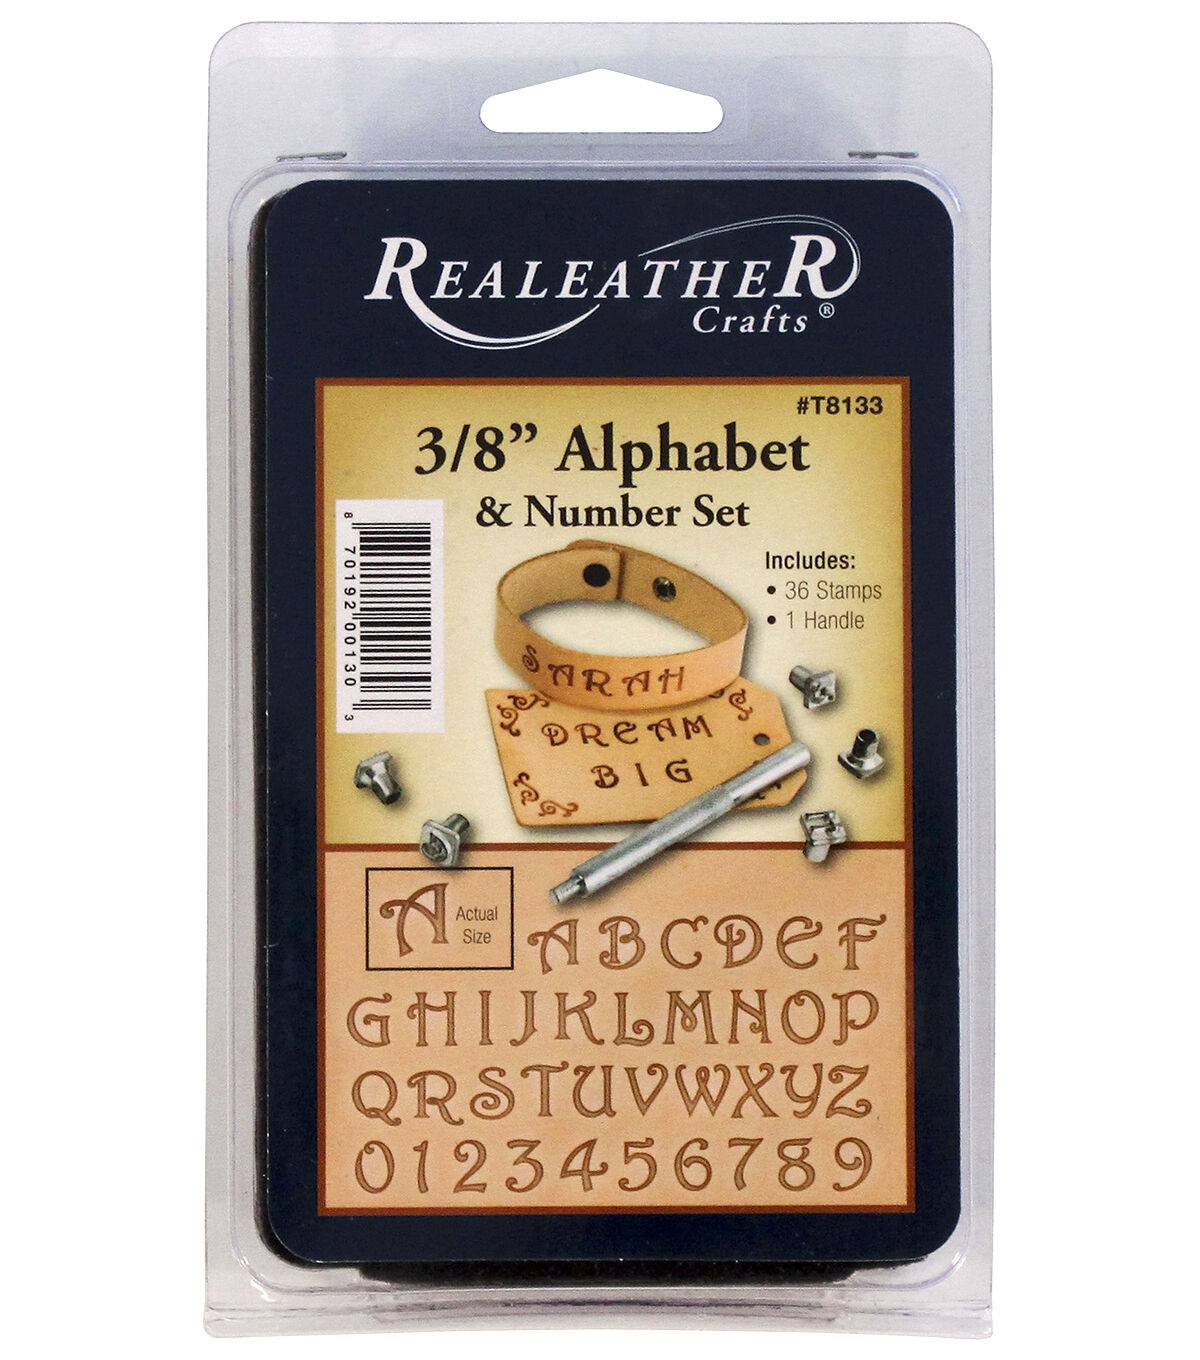 REALEATHER
Crafts®
#T8133
3/8” Alphabet
& Number Set
Includes:
• 36 Stamps
• 1 Handle
8 70192 00130 3
SARAH
DREAM
BIG
A
Actual
Size
ABCDEF
GHIJKLMNOP
QRSTUVWXYZ
0123456789